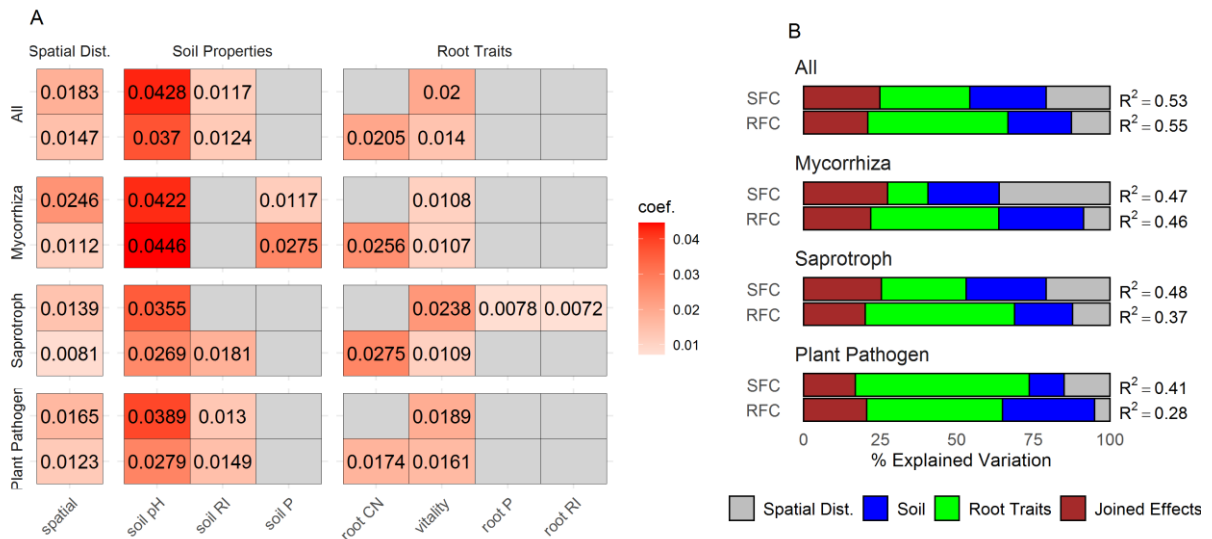 A
Spatial Dist. Soil Properties Root Traits
All
0.0183 0.0428 0.0117 0.02
0.0147 0.037 0.0124 0.0205 0.014
Mycorrhiza
0.0246 0.0422 0.0117 0.0108
0.0112 0.0446 0.0275 0.0256 0.0107
Saprotroph
0.0139 0.0355 0.0238 0.0078 0.0072
0.0081 0.0269 0.0181 0.0275 0.0109
Plant Pathogen
0.0165 0.0389 0.013 0.0189
0.0123 0.0279 0.0149 0.0174 0.0161
spatial soil pH soil RI soil P root CN vitality root P root RI
coef.
0.04
0.03
0.02
0.01
B
All
SFC R² = 0.53
RFC R² = 0.55
Mycorrhiza
SFC R² = 0.47
RFC R² = 0.46
Saprotroph
SFC R² = 0.48
RFC R² = 0.37
Plant Pathogen
SFC R² = 0.41
RFC R² = 0.28
0 25 50 75 100
% Explained Variation
Spatial Dist. Soil Root Traits Joined Effects